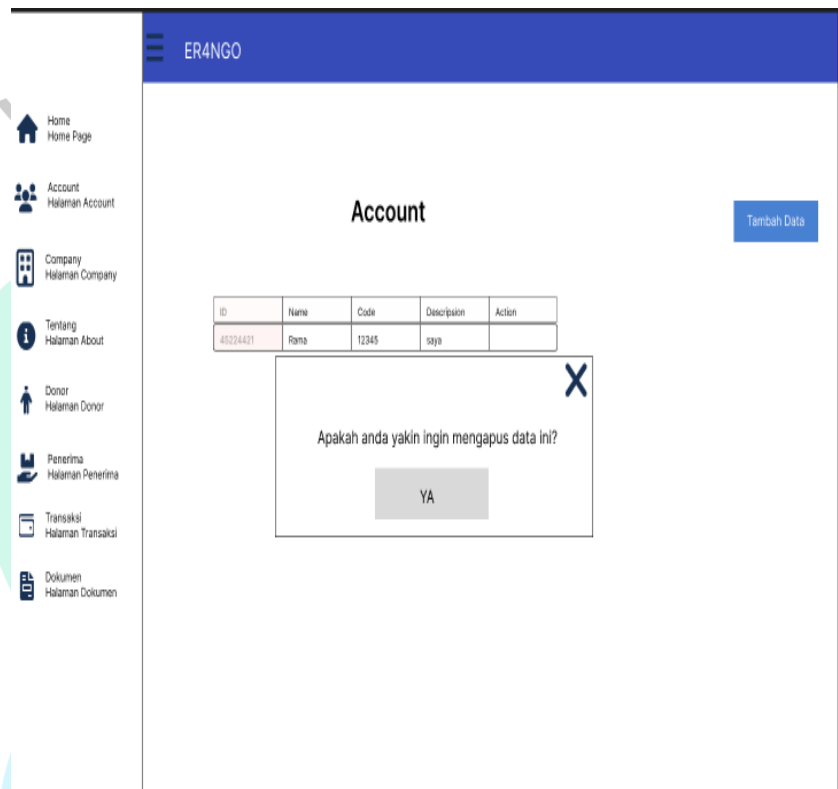 ER4NGO
Home
Home Page
Account
Halaman Account
Company
Halaman Company
Tentang
Halaman About
Donor
Halaman Donor
Penerima
Halaman Penerima
Transaksi
Halaman Transaksi
Dokumen
Halaman Dokumen
Account
Tambah Data
ID Name Code Descripsion Action
45224421 Rama 12345 saya
X
Apakah anda yakin ingin mengapus data ini?
YA